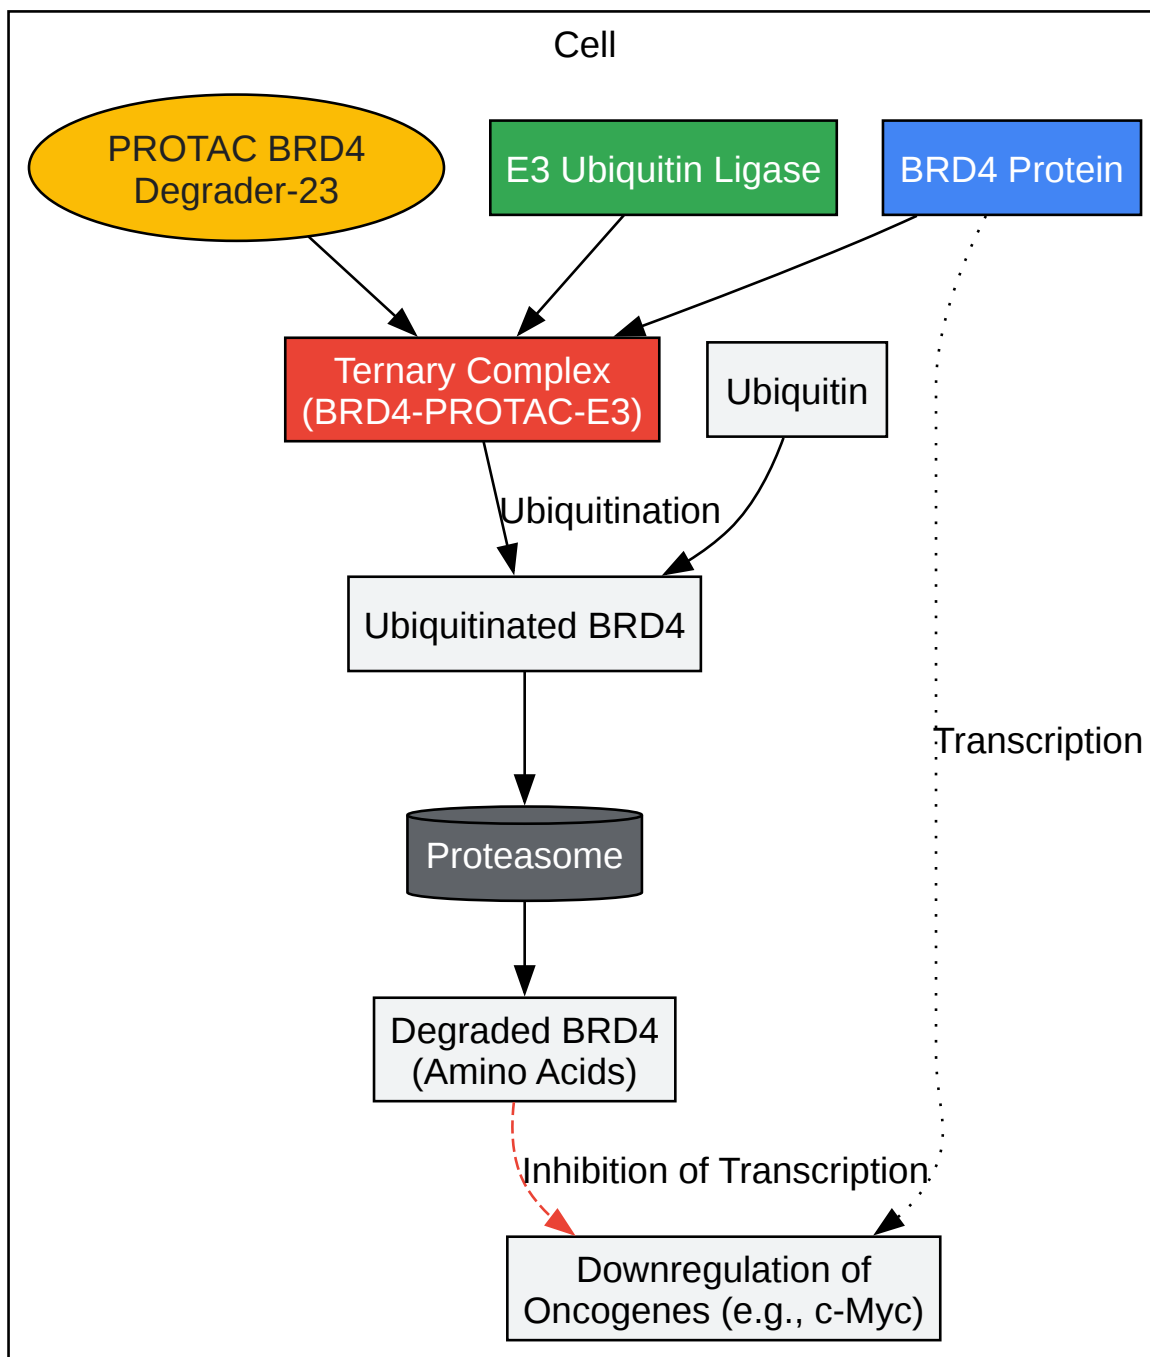 Cell
PROTAC BRD4
Degrader-23
E3 Ubiquitin Ligase
BRD4 Protein
Ternary Complex
(BRD4-PROTAC-E3)
Ubiquitin
Ubiquitination
Ubiquitinated BRD4
Transcription
Proteasome
Degraded BRD4
(Amino Acids)
Inhibition of Transcription
Downregulation of
Oncogenes (e.g., c-Myc)